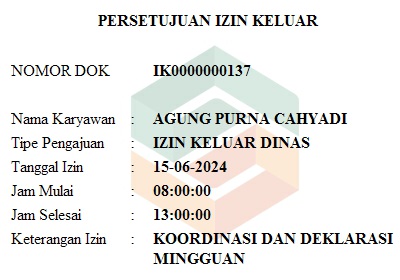 PERSETUJUAN IZIN KELUAR
NOMOR DOK IK0000000137
Nama Karyawan : AGUNG PURNA CAHYADI
Tipe Pengajuan : IZIN KELUAR DINAS
Tanggal Izin : 15-06-2024
Jam Mulai : 08:00:00
Jam Selesai : 13:00:00
Keterangan Izin : KOORDINASI DAN DEKLARASI
MINGGUAN